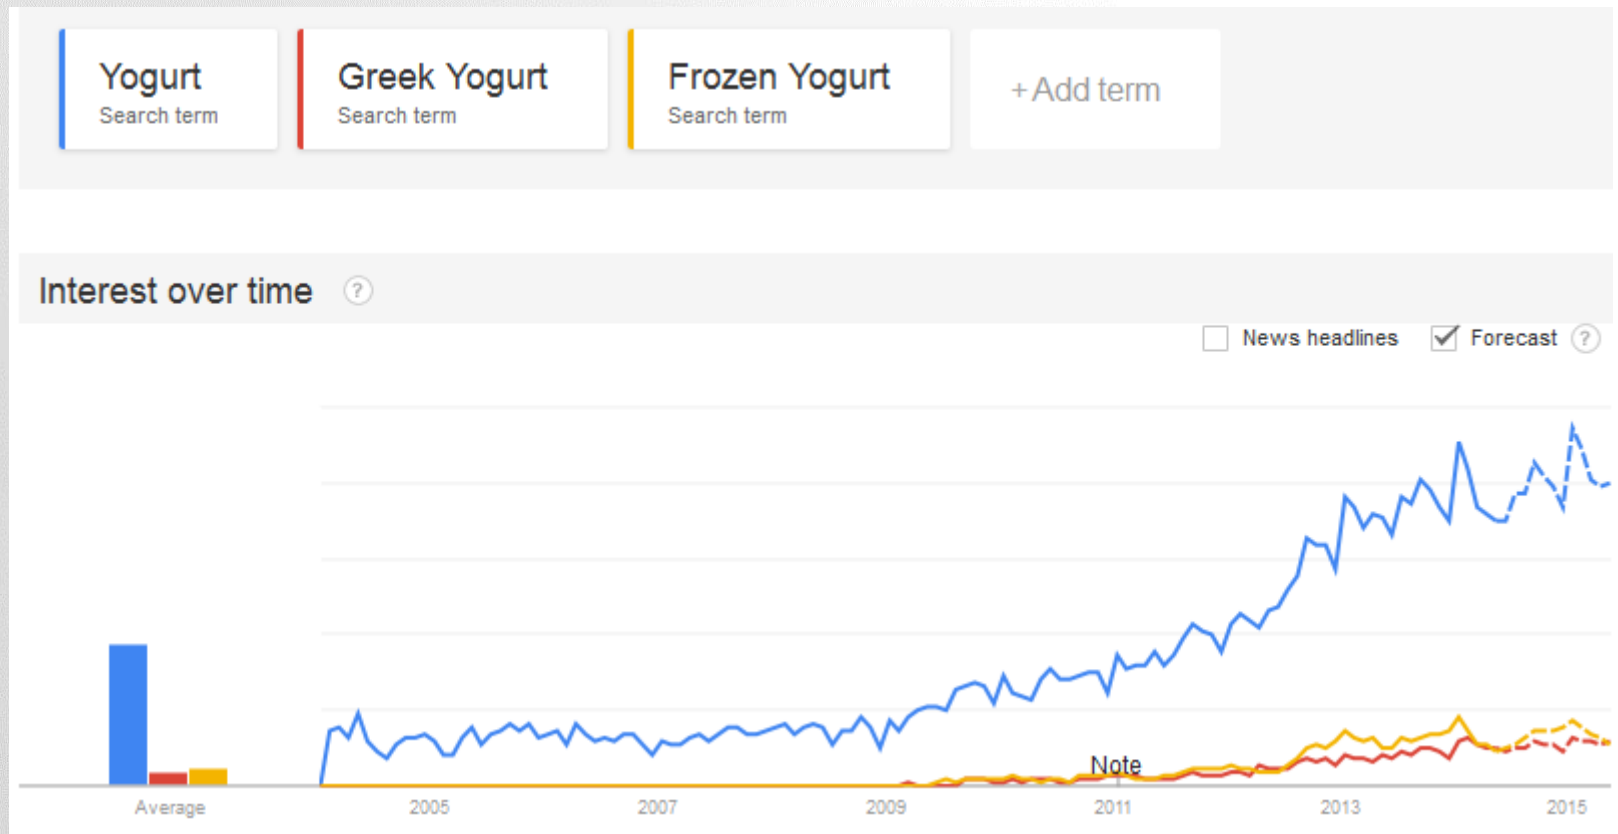 Yogurt
Search term
Greek Yogurt
Search term
Frozen Yogurt
Search term
+Add term
Interest over time ?
News headlines
Forecast ?
Note
Average 2005 2007 2009 2011 2013 2015